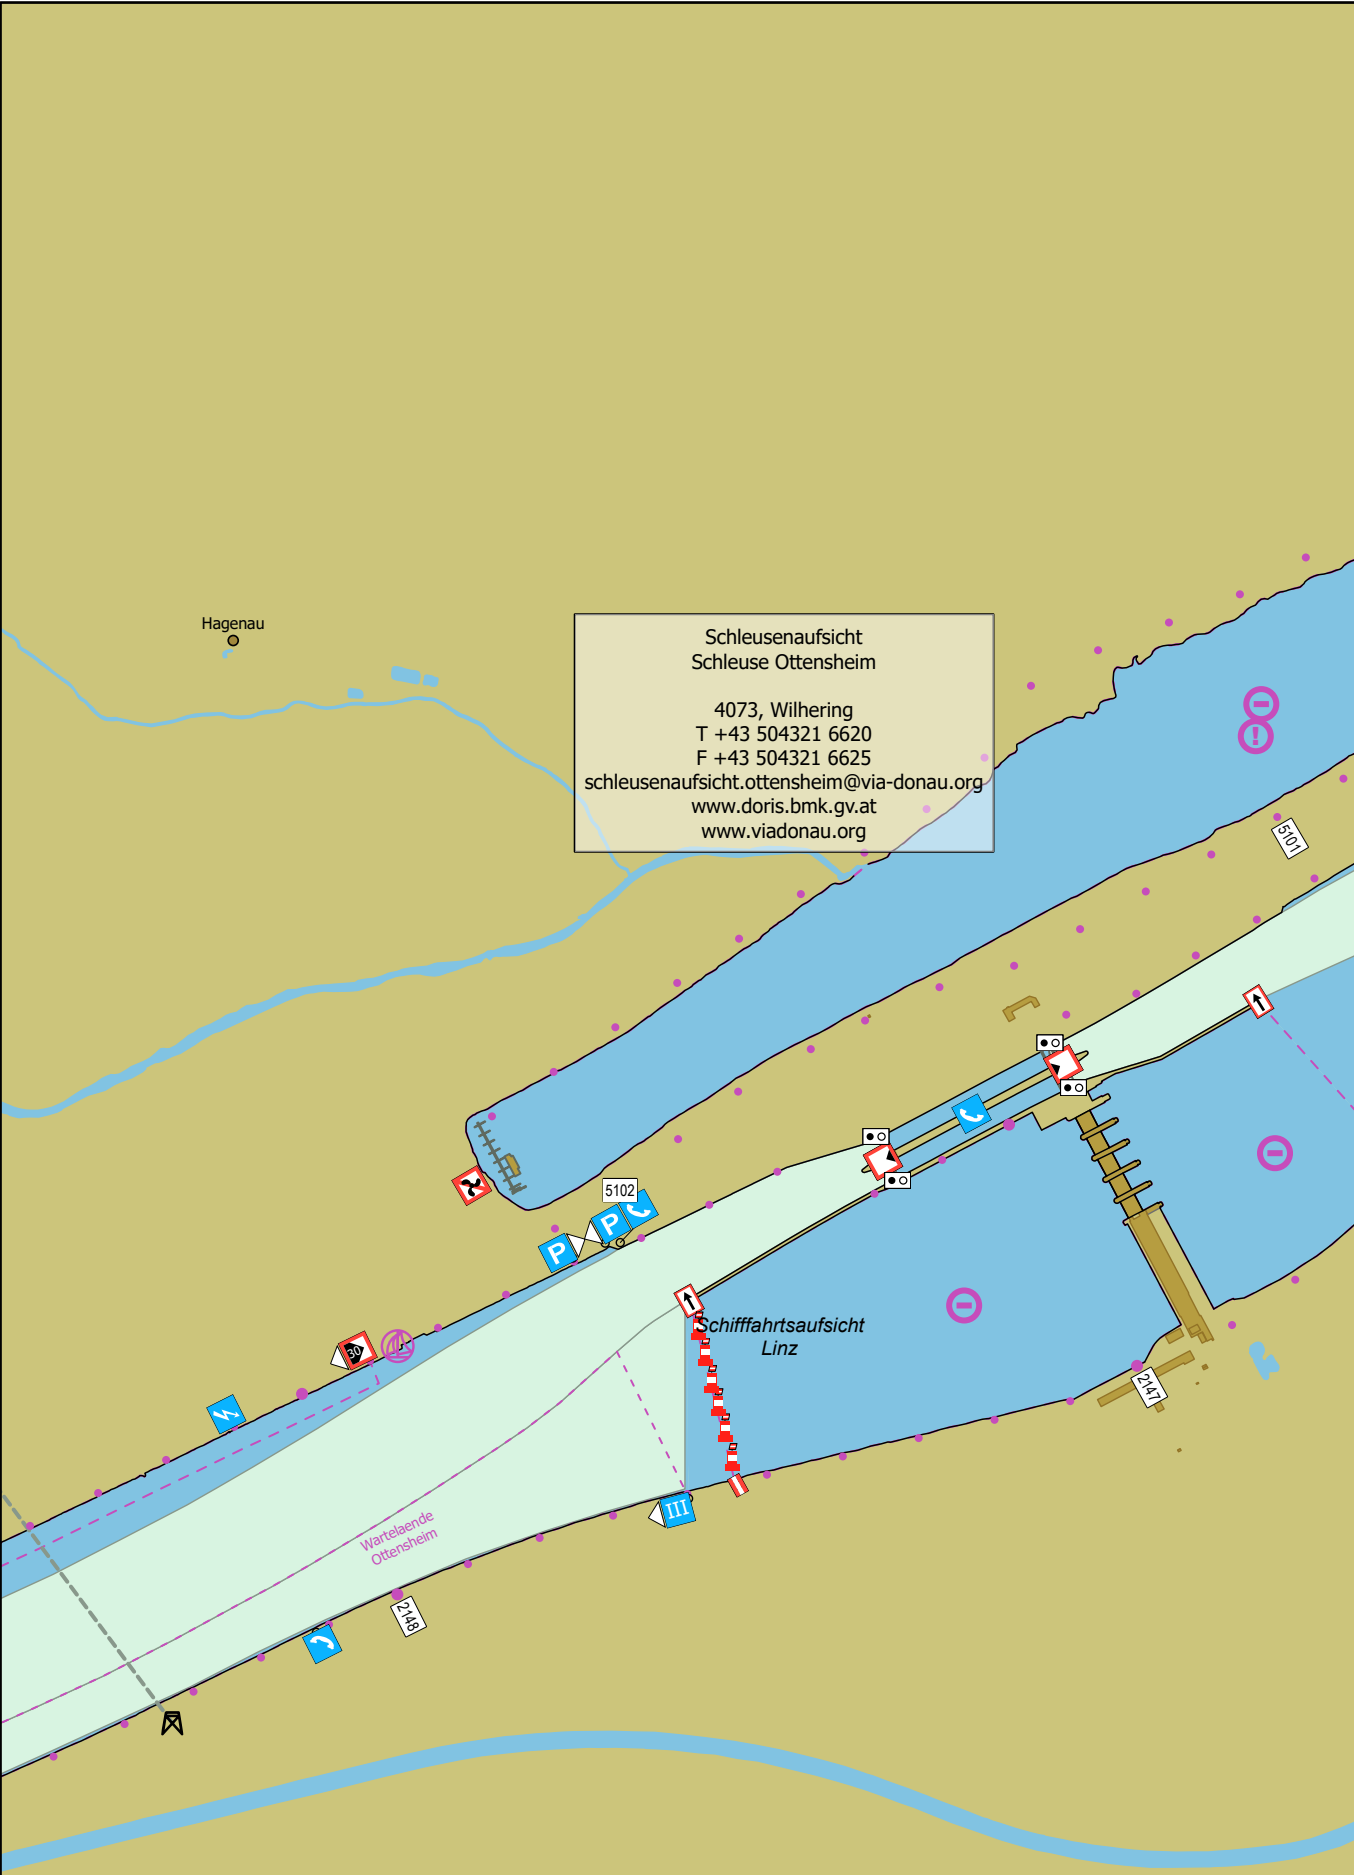 Hagenau
Schleusenaufsicht
Schleuse Ottensheim
4073, Wilhering
T +43 504321 6620
F +43 504321 6625
schleusenaufsicht.ottensheim@via-donau.org
www.doris.bmk.gv.at
www.viadonau.org
5101
5102
P
P
Schifffahrtsaufsicht
Linz
30
2147
III
Wartelaende
Ottensheim
2148